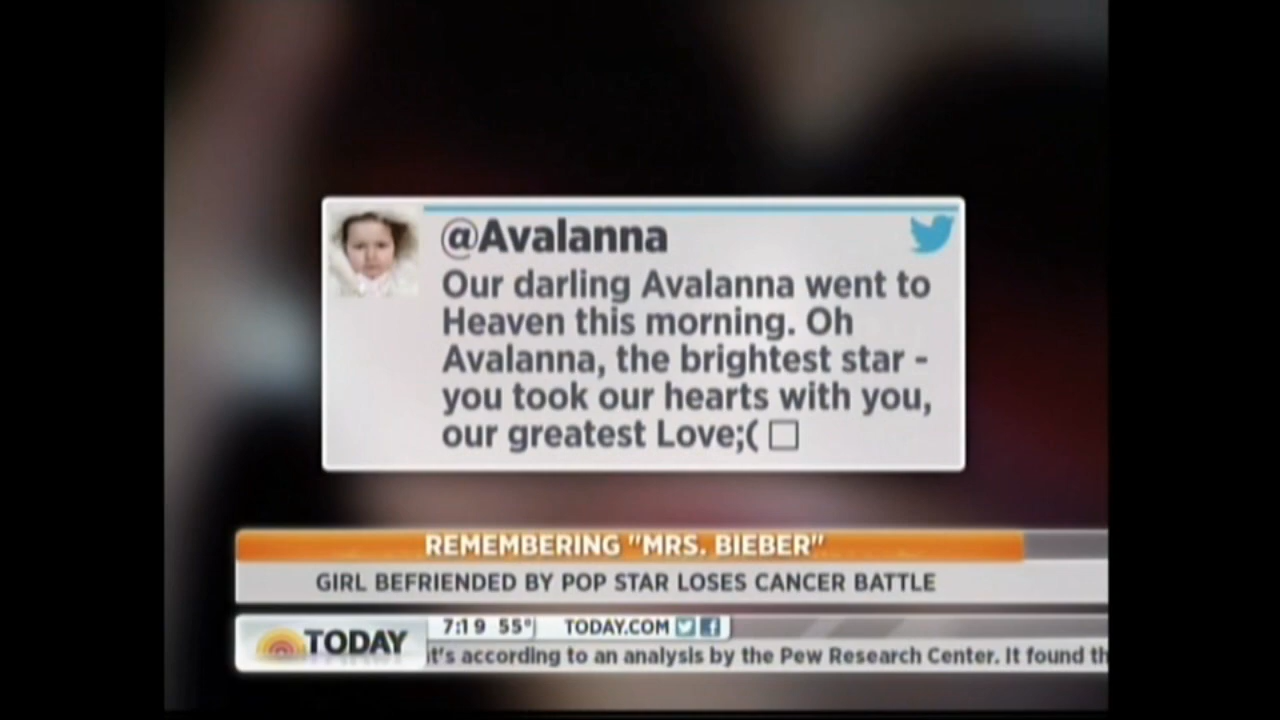 @Avalanna
Our darling Avalanna went to
Heaven this morning. Oh
Avalanna, the brightest star -
you took our hearts with you,
our greatest Love;(
REMEMBERING "MRS. BIEBER"
GIRL BEFRIENDED BY POP STAR LOSES CANCER BATTLE
TODAY
7:19 55° TODAY.COM
t's according to an analysis by the Pew Research Center. It found th